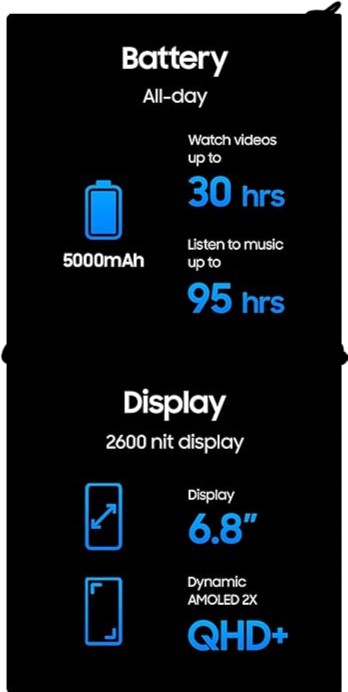 Battery
All-day
Watch videos
up to
30 hrs
5000mAh
Listen to music
up to
95 hrs
Display
2600 nit display
Display
6.8”
Dynamic
AMOLED 2X
QHD+